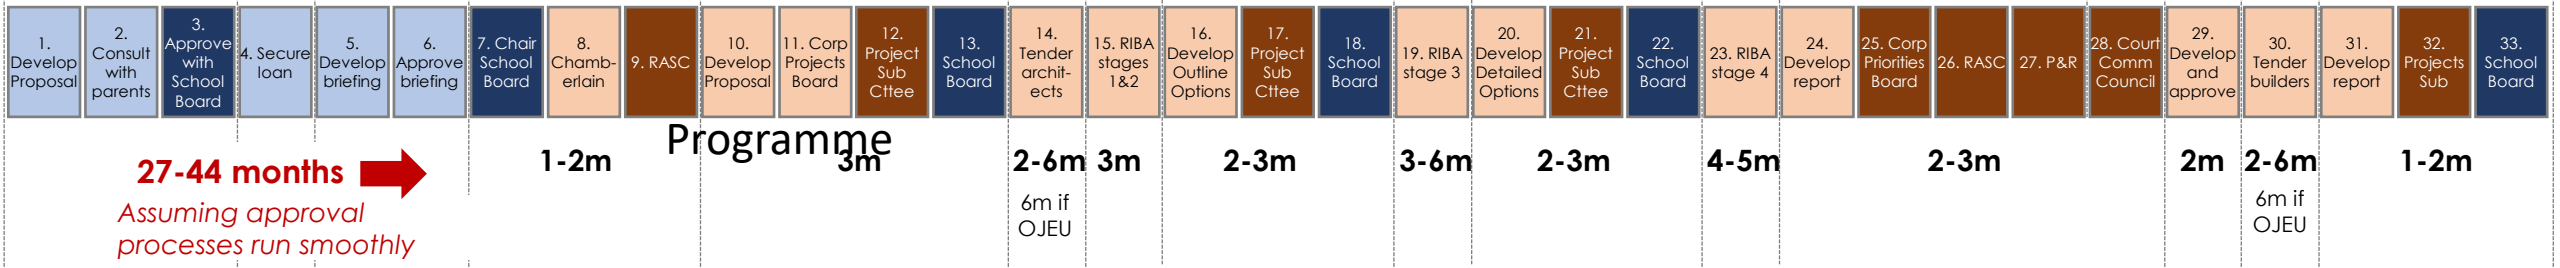 1.
Develop
Proposal
2.
Consult
with
parents
3.
Approve
with
School
Board
4. Secure
loan
5.
Develop
briefing
6.
Approve
briefing
7. Chair
School
Board
8.
Chamb-
erlain
9. RASC
10.
Develop
Proposal
11. Corp
Projects
Board
12.
Project
Sub
Cttee
13.
School
Board
14.
Tender
archit-
ects
15. RIBA
stages
1&2
16.
Develop
Outline
Options
17.
Project
Sub
Cttee
18.
School
Board
19. RIBA
stage 3
20.
Develop
Detailed
Options
21.
Project
Sub
Cttee
22.
School
Board
23. RIBA
stage 4
24.
Develop
report
25. Corp
Priorities
Board
26. RASC
27. P&R
28. Court
Comm
Council
29.
Develop
and
approve
30.
Tender
builders
31.
Develop
report
32.
Projects
Sub
33.
School
Board
Programme
27-44 months
Assuming approval
processes run smoothly
1-2m
3m
2-6m
6m if
OJEU
3m
2-3m
3-6m
2-3m
4-5m
2-3m
2m
2-6m
6m if
OJEU
1-2m